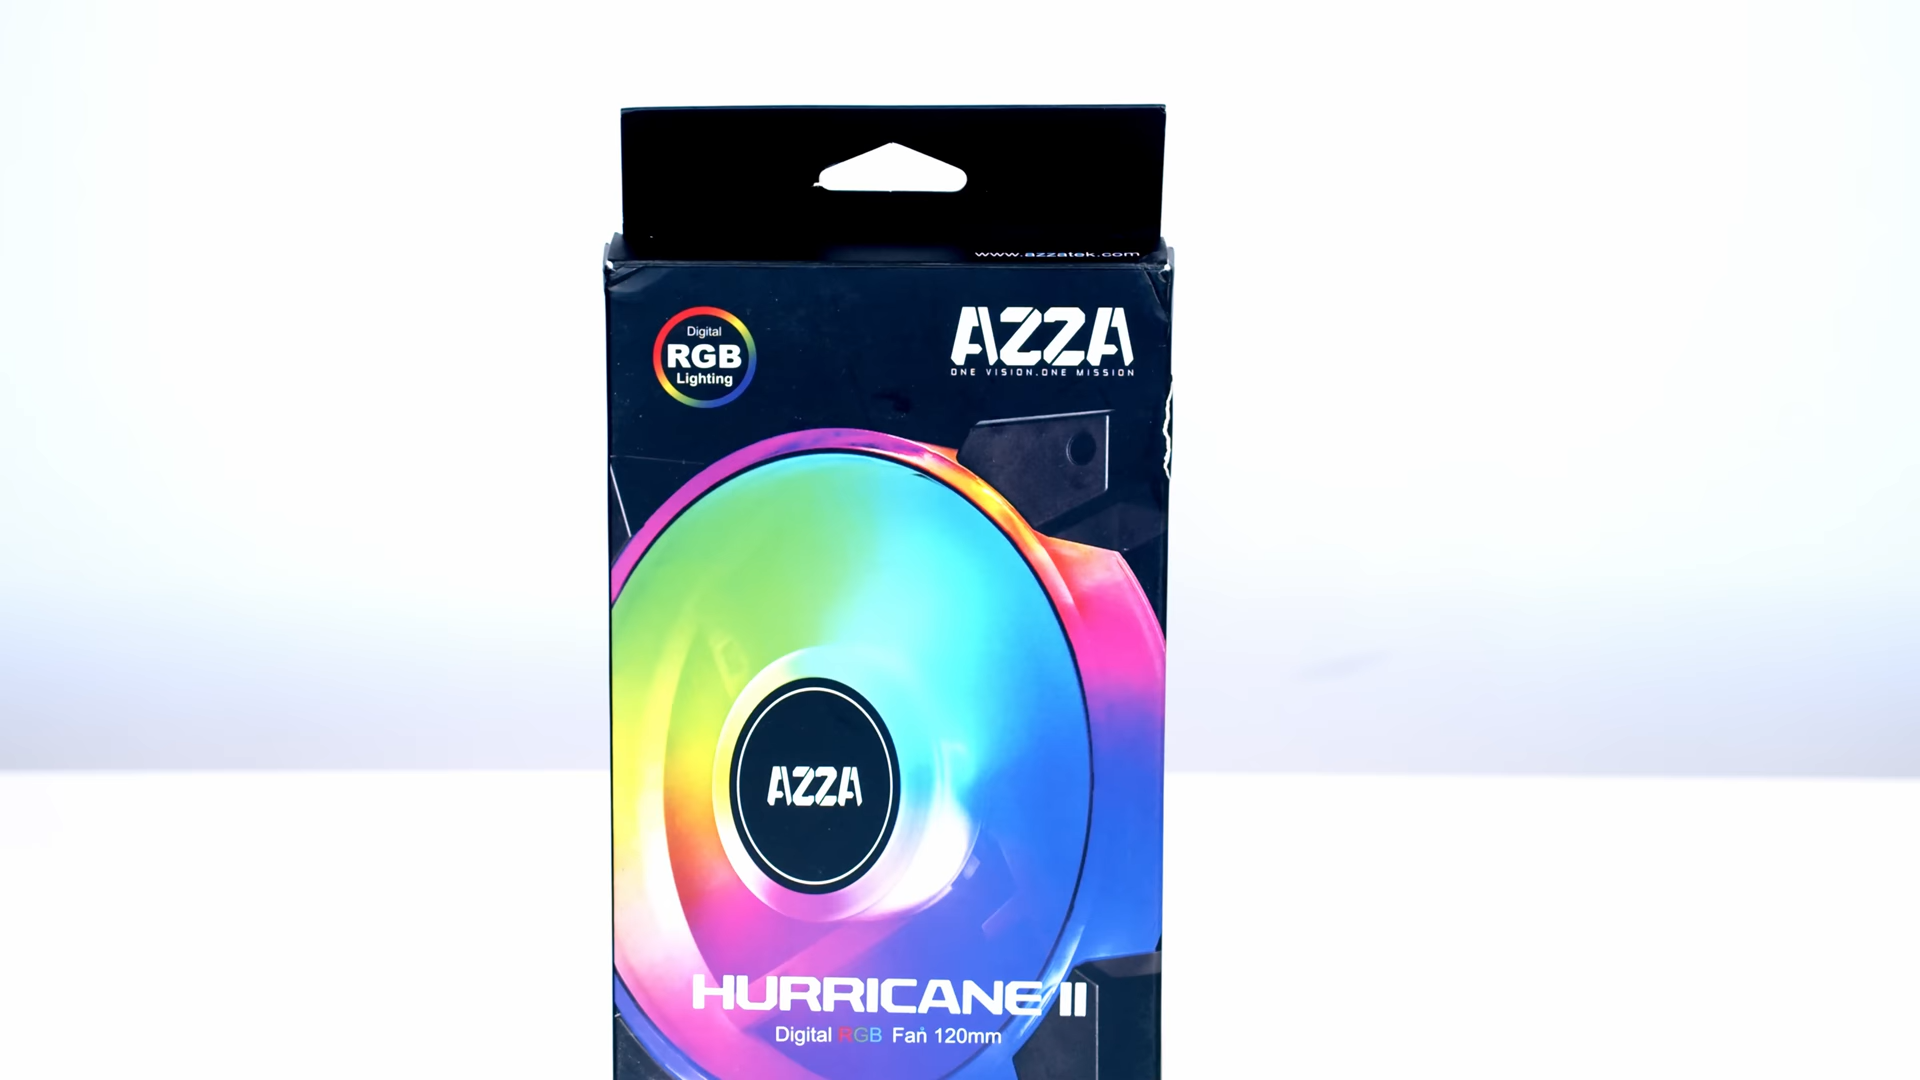 www.azzatek.com
Digital
RGB
Lighting
AZZA
ONE VISION.ONE MISSION
AZZA
HURRICANE II
Digital RGB Fan 120mm